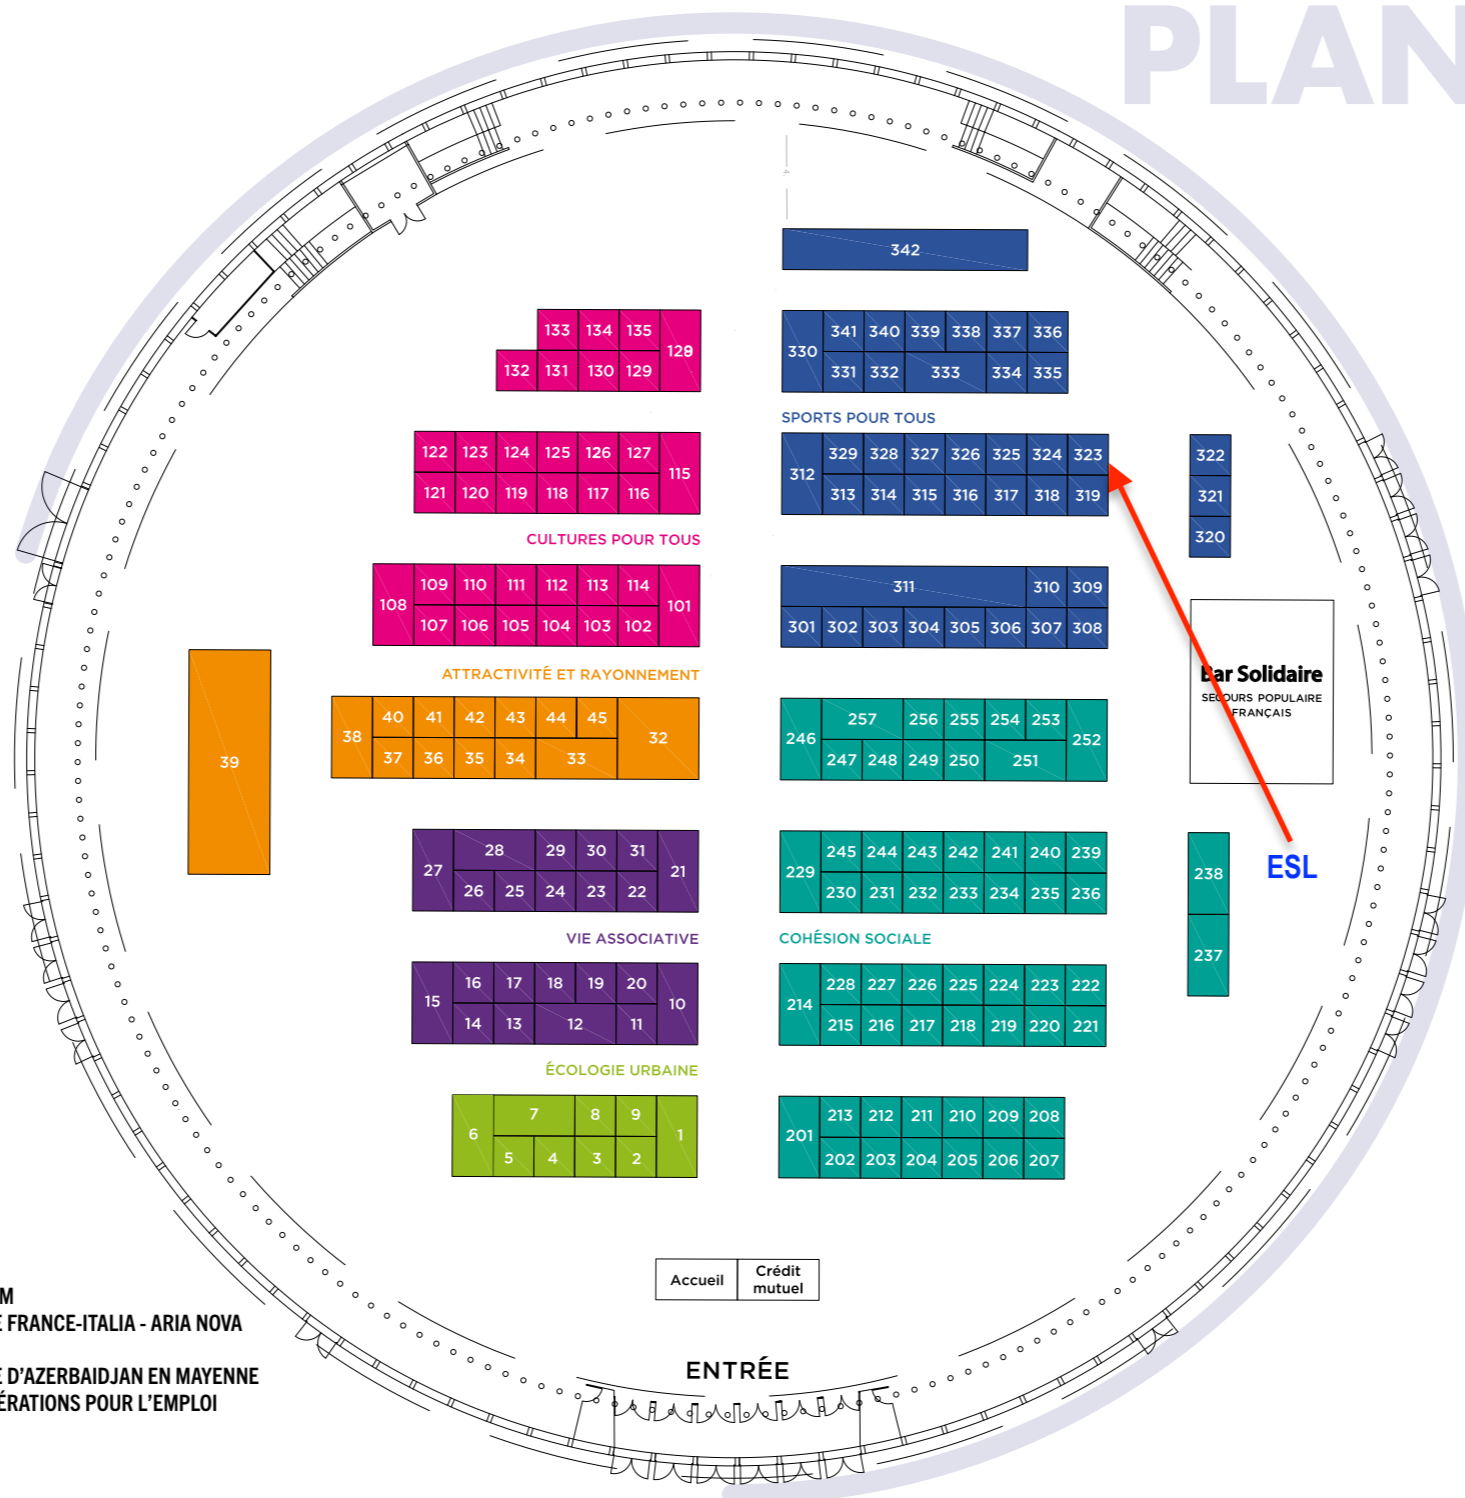 PLAN
342
133 134 135
128
132 131 130 129
341 340 339 338 337 336
330
331 332 333 334 335
SPORTS POUR TOUS
122 123 124 125 126 127
115
121 120 119 118 117 116
329 328 327 326 325 324 323
312
313 314 315 316 317 318 319
322
321
320
CULTURES POUR TOUS
109 110 111 112 113 114
108
101
107 106 105 104 103 102
311 310 309
301 302 303 304 305 306 307 308
ATTRACTIVITÉ ET RAYONNEMENT
Bar Solidaire
SECOURS POPULAIRE
FRANÇAIS
40 41 42 43 44 45
38
32
37 36 35 34 33
39
257 256 255 254 253
246
252
247 248 249 250 251
28 29 30 31
27
21
26 25 24 23 22
245 244 243 242 241 240 239
229
230 231 232 233 234 235 236
238
237
ESL
VIE ASSOCIATIVE
COHÉSION SOCIALE
16 17 18 19 20
15
10
14 13 12 11
228 227 226 225 224 223 222
214
215 216 217 218 219 220 221
ÉCOLOGIE URBAINE
7 8 9
6
1
5 4 3 2
213 212 211 210 209 208
201
202 203 204 205 206 207
Accueil
Crédit
mutuel
ENTRÉE
M
E FRANCE-ITALIA - ARIA NOVA
E D'AZERBAIDJAN EN MAYENNE
ÉRATIONS POUR L'EMPLOI